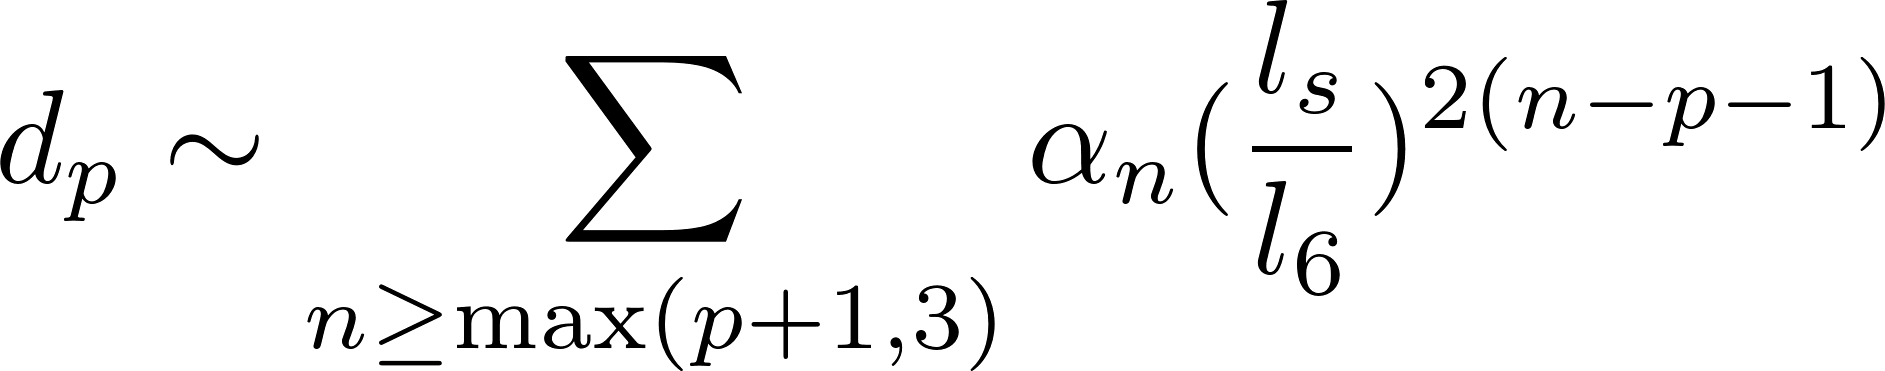 d_p \sim \sum_{n \geq \max(p+1,3)} \alpha_n (\frac{l_s}{l_6})^{2(n-p-1)}